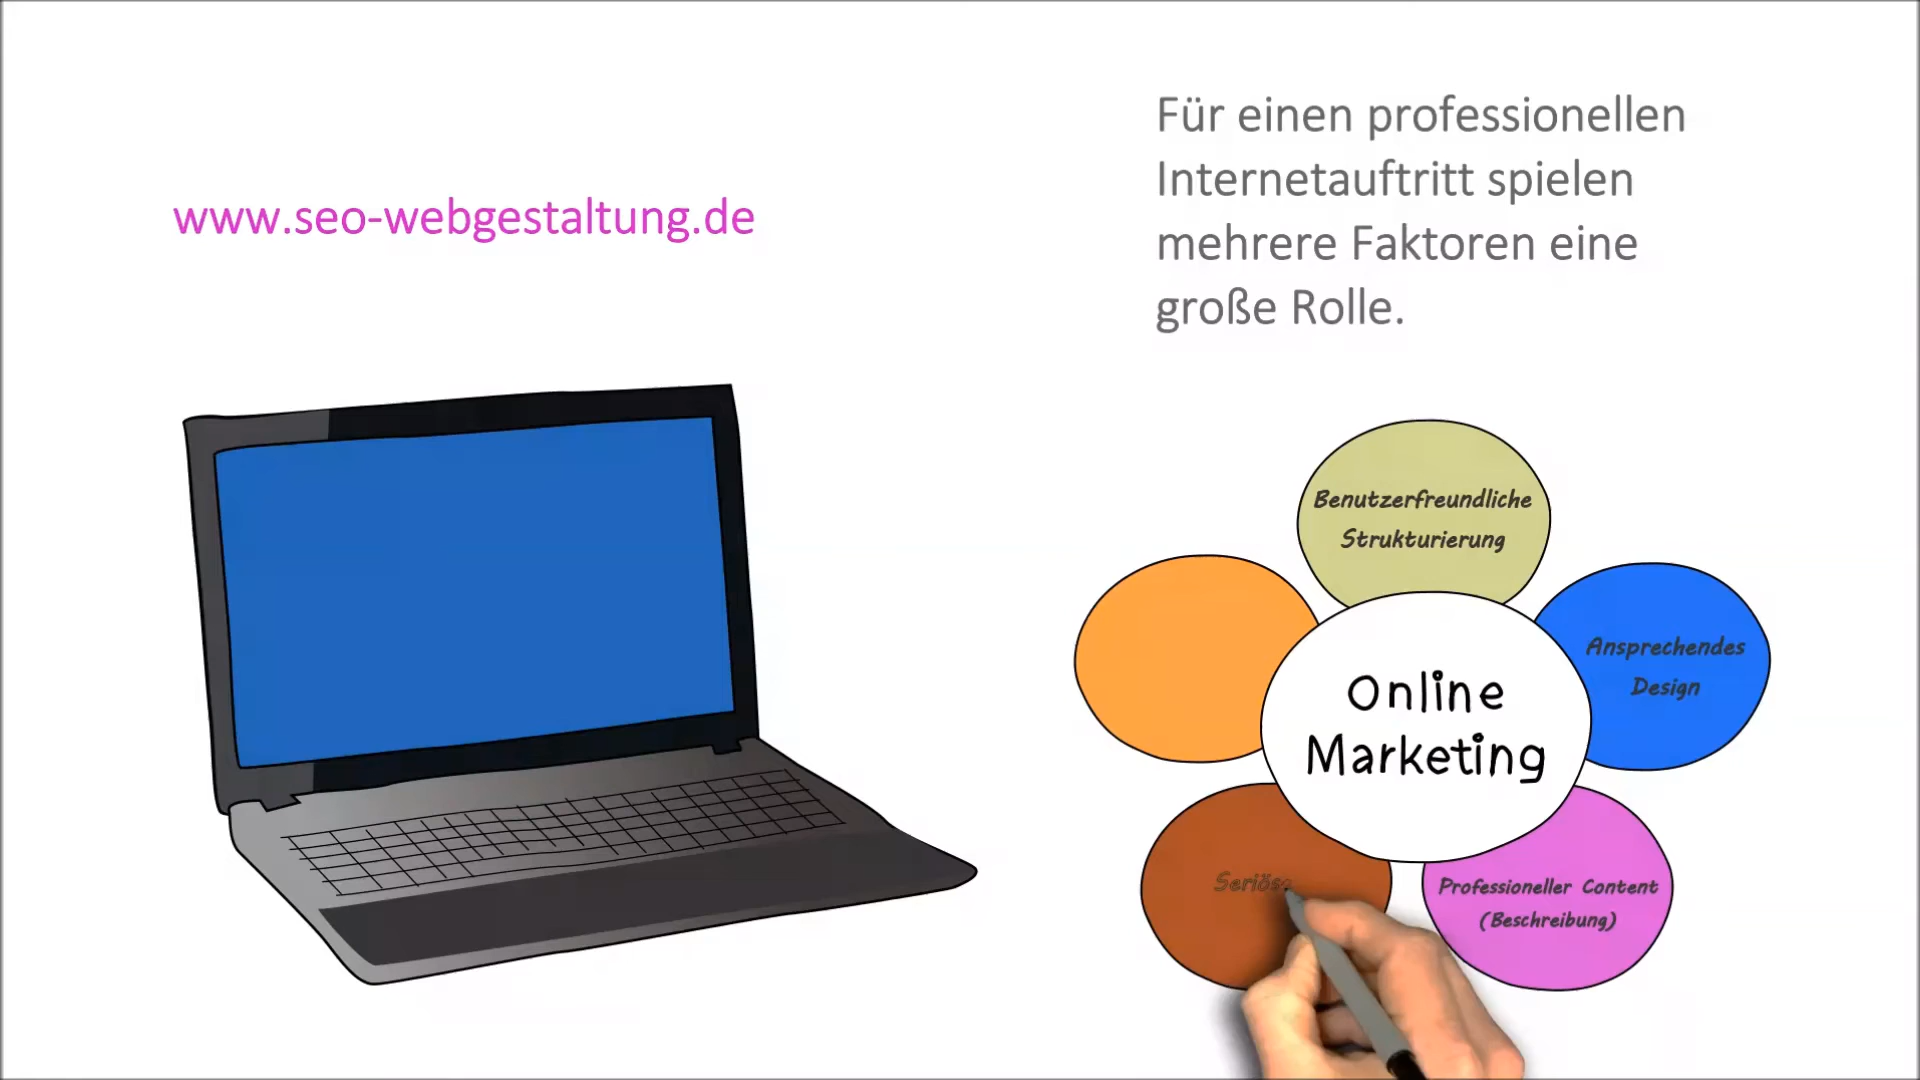 www.seo-webgestaltung.de
Für einen professionellen
Internetauftritt spielen
mehrere Faktoren eine
große Rolle.
Benutzerfreundliche
Strukturierung
Ansprechendes
Design
Online
Marketing
Professioneller Content
(Beschreibung)